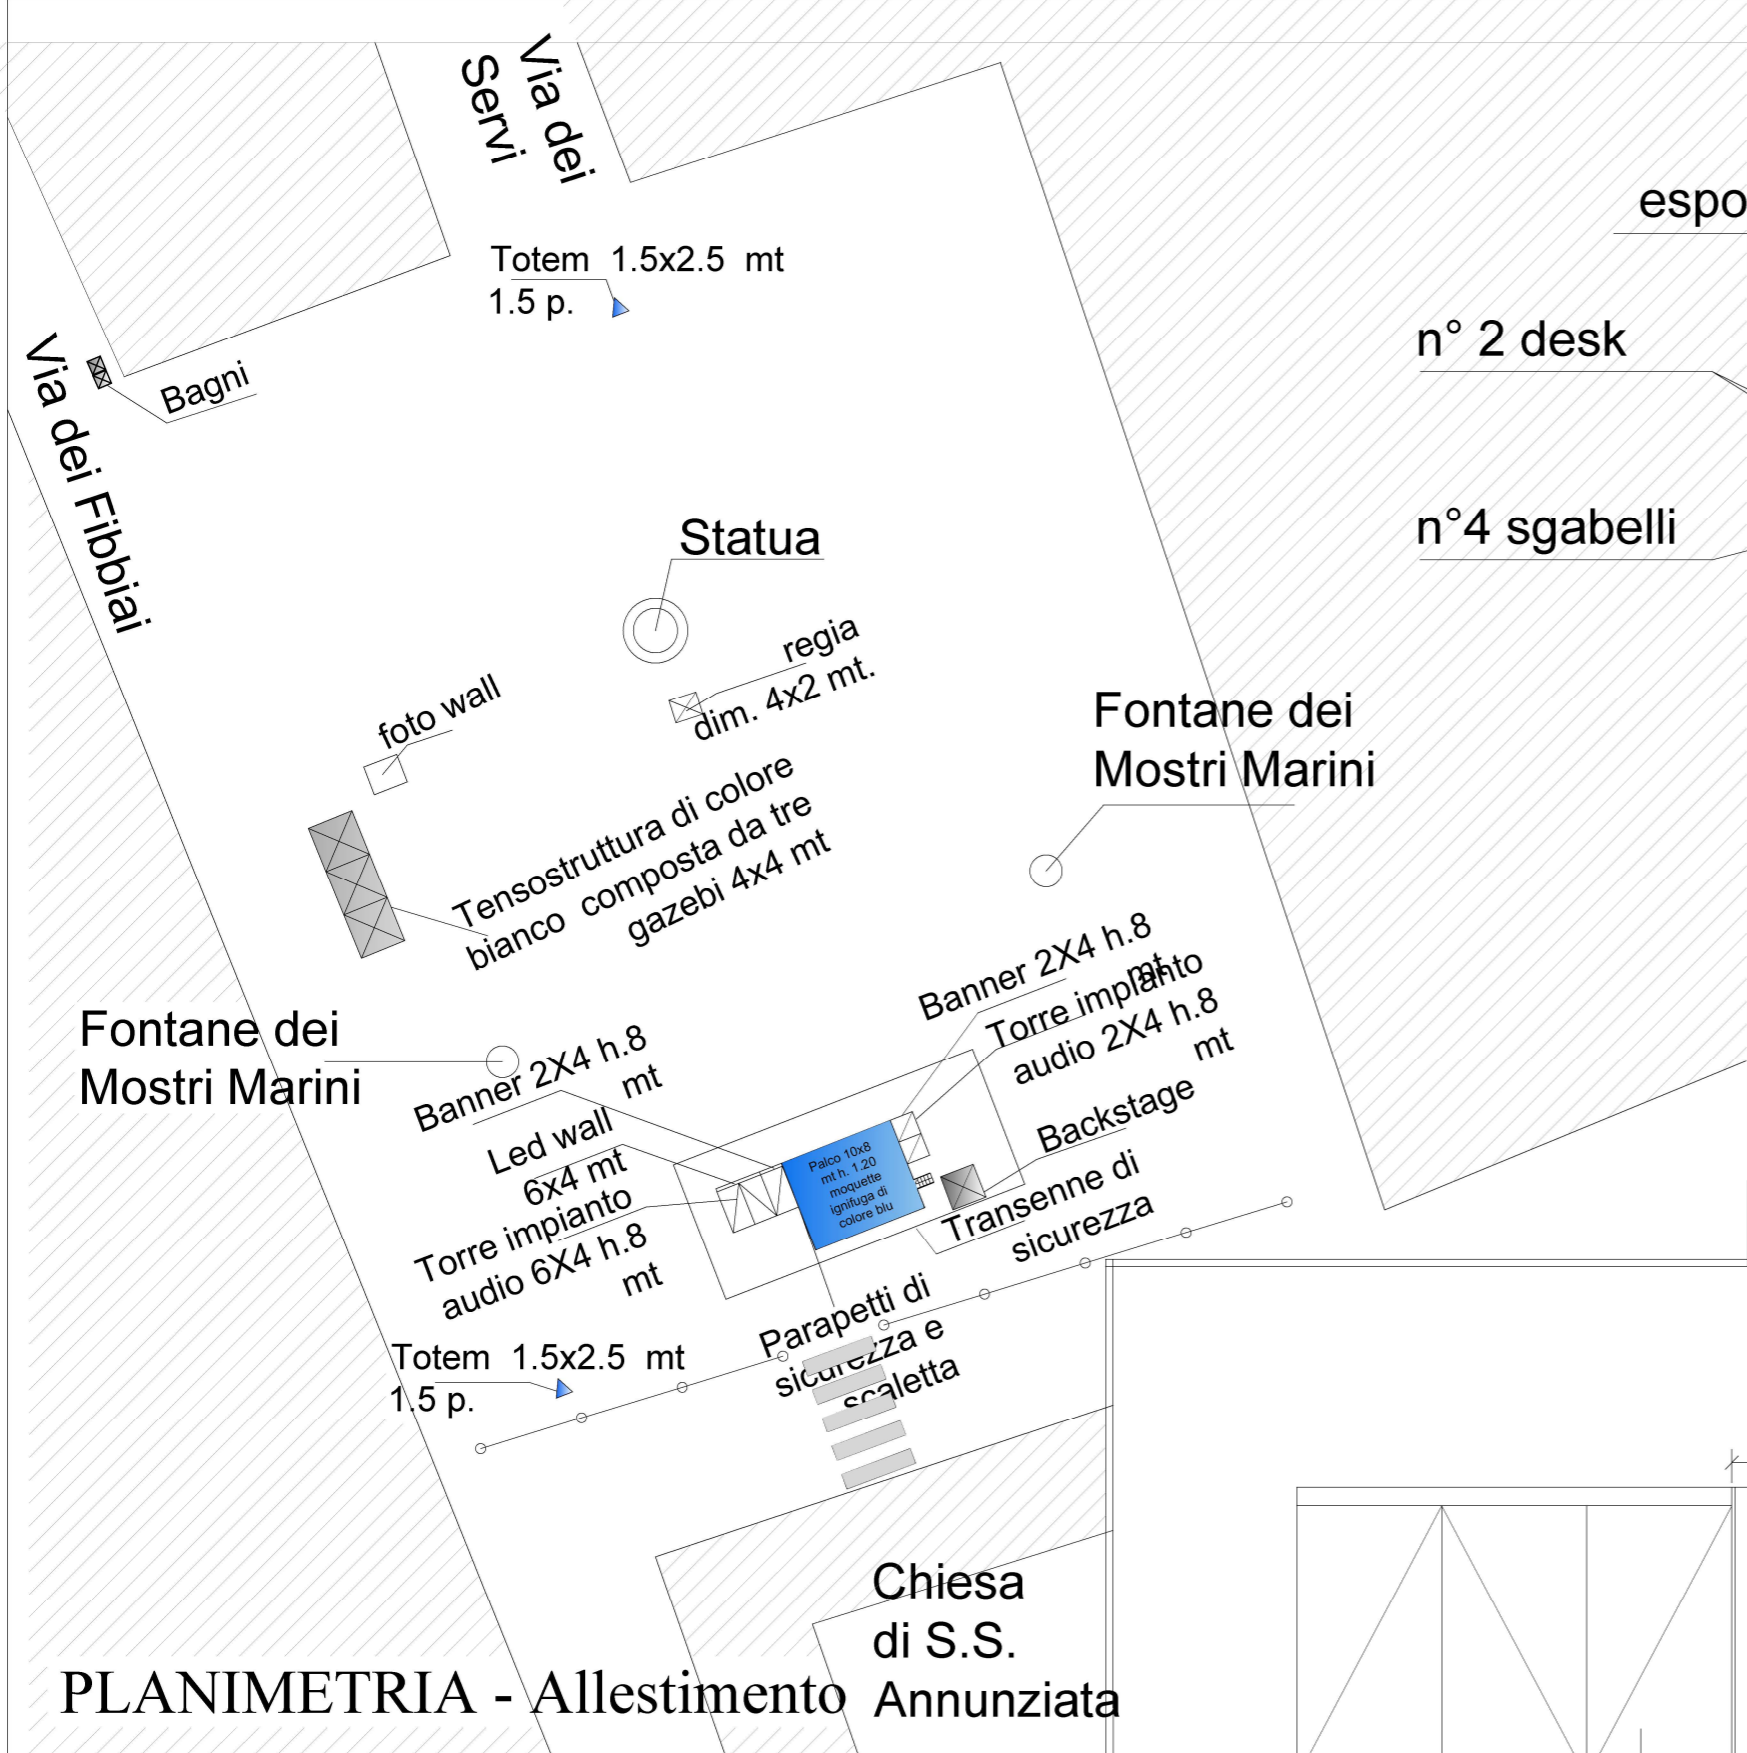 Via dei
Servi
espo
Totem 1.5x2.5 mt
1.5 p.
n° 2 desk
Via dei Fibbiai
Bagni
n°4 sgabelli
Statua
regia
dim. 4x2 mt.
foto wall
Fontane dei
Mostri Marini
Tensostruttura di colore
bianco composta da tre
gazebi 4x4 mt
Banner 2X4 h.8
mt
Torre impianto
audio 2X4 h.8
mt
Fontane dei
Mostri Marini
Banner 2X4 h.8
mt
Led wall
6x4 mt
Torre impianto
audio 6X4 h.8
mt
Palco 10x8
mt h. 1.20
moquette
ignifuga di
colore blu
Backstage
Transenne di
sicurezza
Parapetti di
sicurezza e
scaletta
Totem 1.5x2.5 mt
1.5 p.
Chiesa
di S.S.
Annunziata
PLANIMETRIA - Allestimento